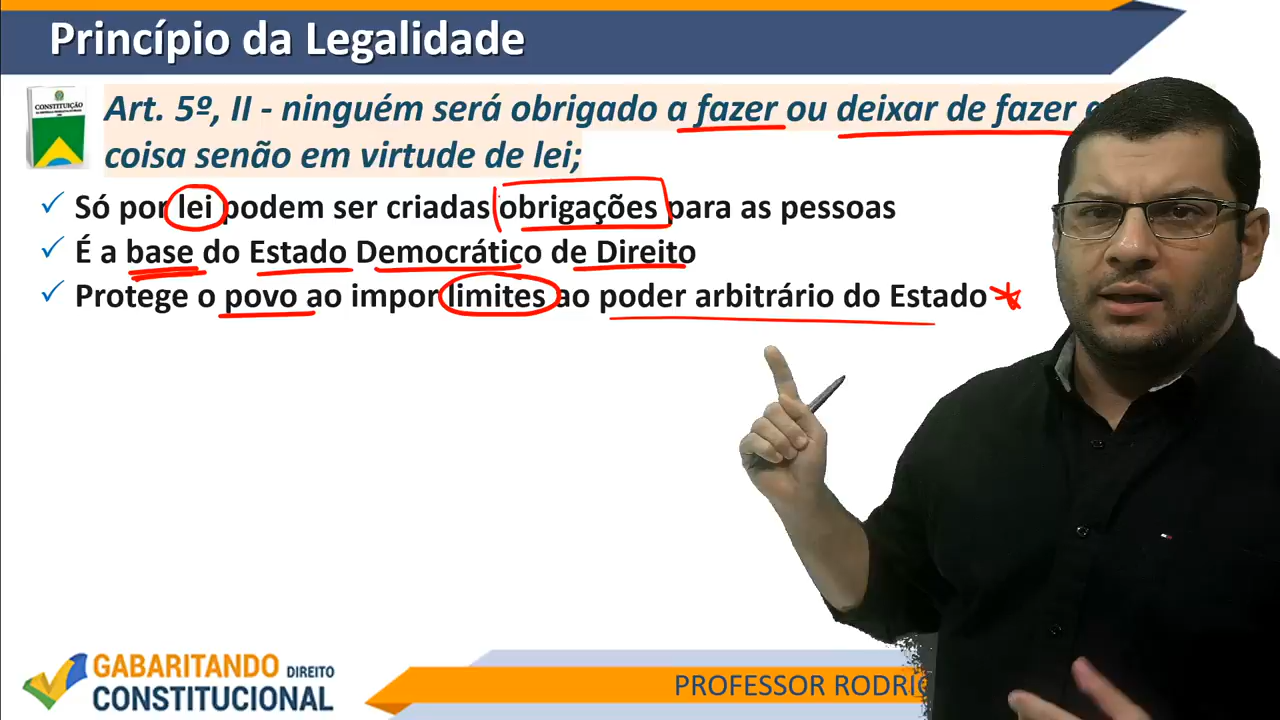 Princípio da Legalidade
CONSTITUIÇÃO
Art. 5º, II - ninguém será obrigado a fazer ou deixar de fazer
coisa senão em virtude de lei;
Só por lei podem ser criadas obrigações para as pessoas
É a base do Estado Democrático de Direito
Protege o povo ao impor limites ao poder arbitrário do Estado
GABARITANDO DIREITO
CONSTITUCIONAL
PROFESSOR